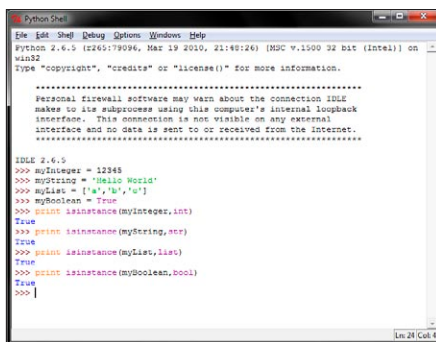 Python Shell
File Edit Shell Debug Options Windows Help
Python 2.6.5 (r265:79096, Mar 19 2010, 21:48:26) [MSC v.1500 32 bit (Intel)] on
win32
Type "copyright", "credits" or "license()" for more information.
****************************************************************
Personal firewall software may warn about the connection IDLE
makes to its subprocess using this computer's internal loopback
interface. This connection is not visible on any external
interface and no data is sent to or received from the Internet.
****************************************************************
IDLE 2.6.5
>>> myInteger = 12345
>>> myString = 'Hello World'
>>> myList = ['a','b','c']
>>> myBoolean = True
>>> print isinstance(myInteger,int)
True
>>> print isinstance(myString,str)
True
>>> print isinstance(myList,list)
True
>>> print isinstance(myBoolean,bool)
True
>>>
Ln: 24 Col: 4